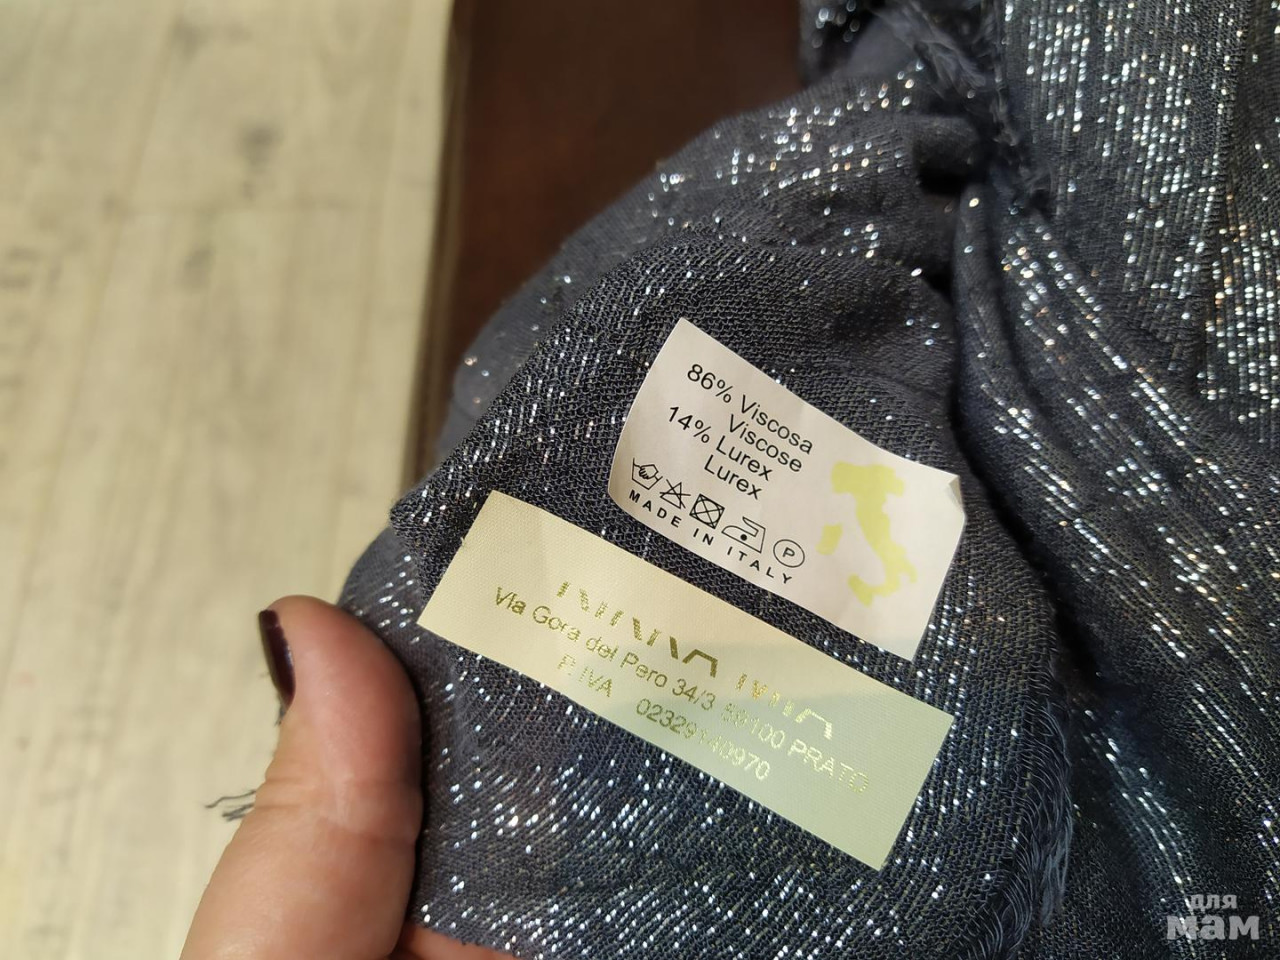 86% Viscosa
Viscose
14% Lurex
Lurex
P
MADE IN ITALY
Via Gora del Pero 34/3 59100 PRATO
P. IVA
для
мам